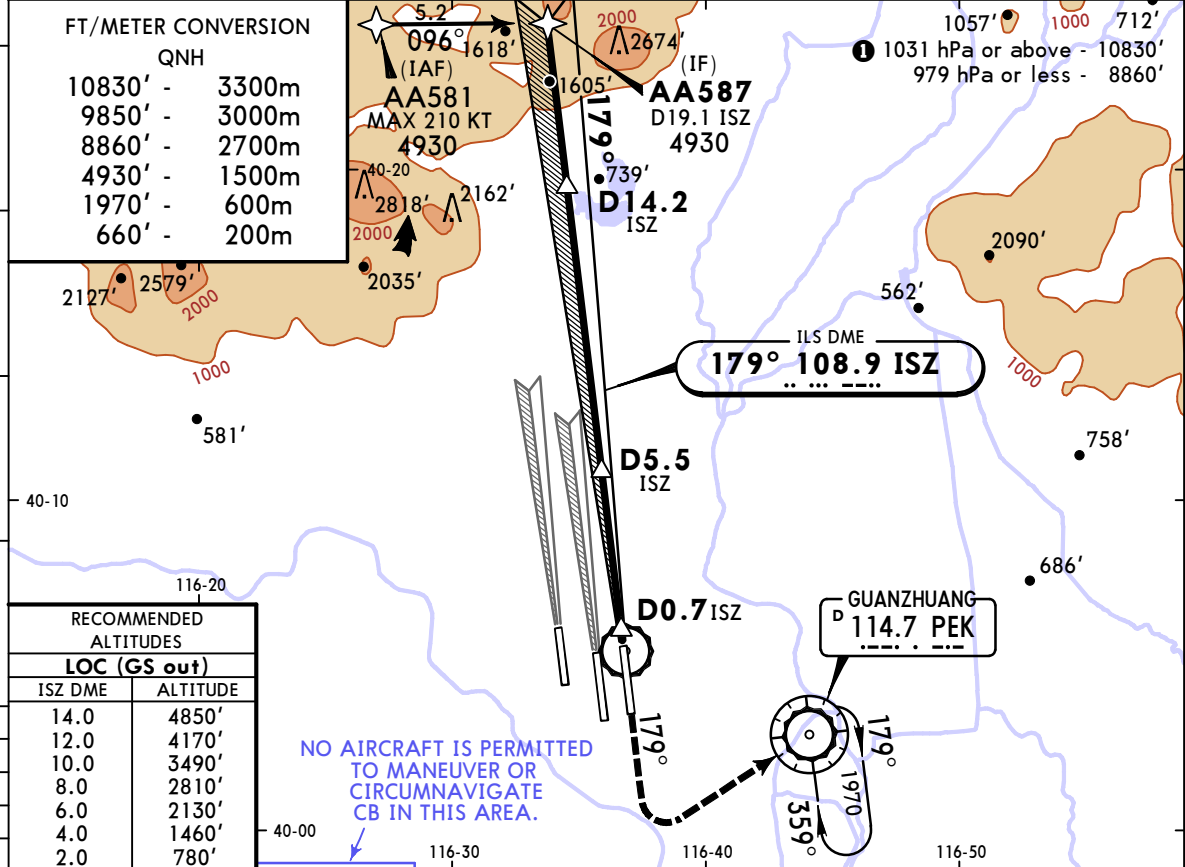 FT/METER CONVERSION
QNH
10830' - 3300m
9850' - 3000m
8860' - 2700m
4930' - 1500m
1970' - 600m
660' - 200m
5.2
096°
1618'
(IAF)
AA581
MAX 210 KT
4930
2000
2674'
1605'
(IF)
AA587
D19.1 ISZ
4930
179°
1057'
1000
712'
1 1031 hPa or above - 10830'
979 hPa or less - 8860'
40-20
2818'
2162'
2000
2035'
739'
D14.2
ISZ
2127'
2579'
2000
1000
2090'
562'
1000
ILS DME
179° 108.9 ISZ
581'
D5.5
ISZ
758'
40-10
686'
116-20
D0.7 ISZ
GUANZHUANG
D 114.7 PEK
RECOMMENDED
ALTITUDES
LOC (GS out)
ISZ DME ALTITUDE
14.0 4850'
12.0 4170'
10.0 3490'
8.0 2810'
6.0 2130'
4.0 1460'
2.0 780'
179°
179°
1970
359°
NO AIRCRAFT IS PERMITTED
TO MANEUVER OR
CIRCUMNAVIGATE
CB IN THIS AREA.
40-00
116-30
116-40
116-50